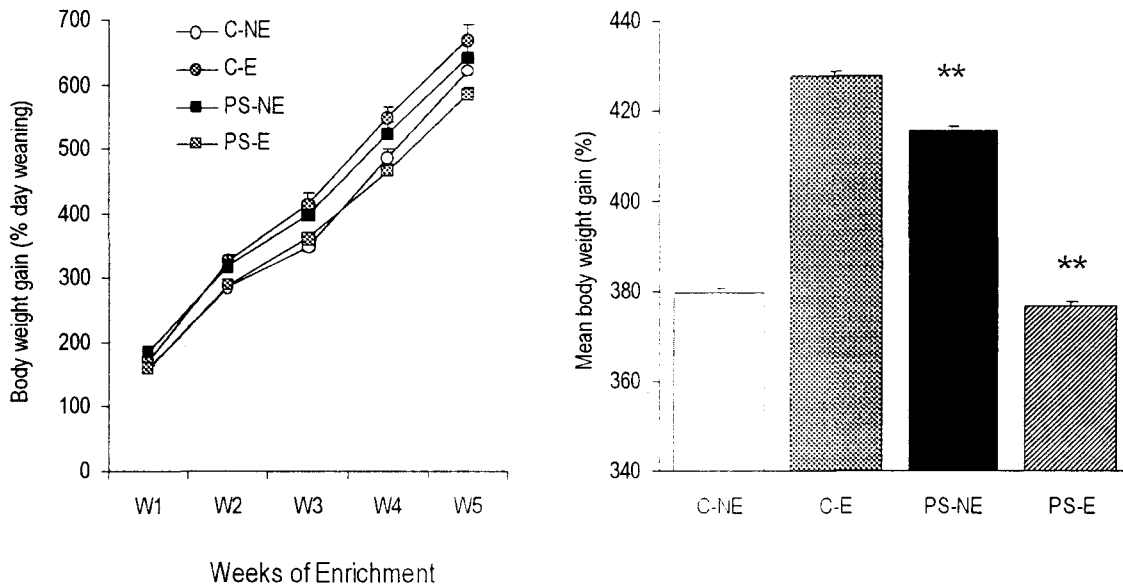 Body weight gain (% day weaning)
700
600
500
400
300
200
100
0
C-NE
C-E
PS-NE
PS-E
W1 W2 W3 W4 W5
Weeks of Enrichment
Mean body weight gain (%)
440
420
400
380
360
340
**
**
C-NE C-E PS-NE PS-E